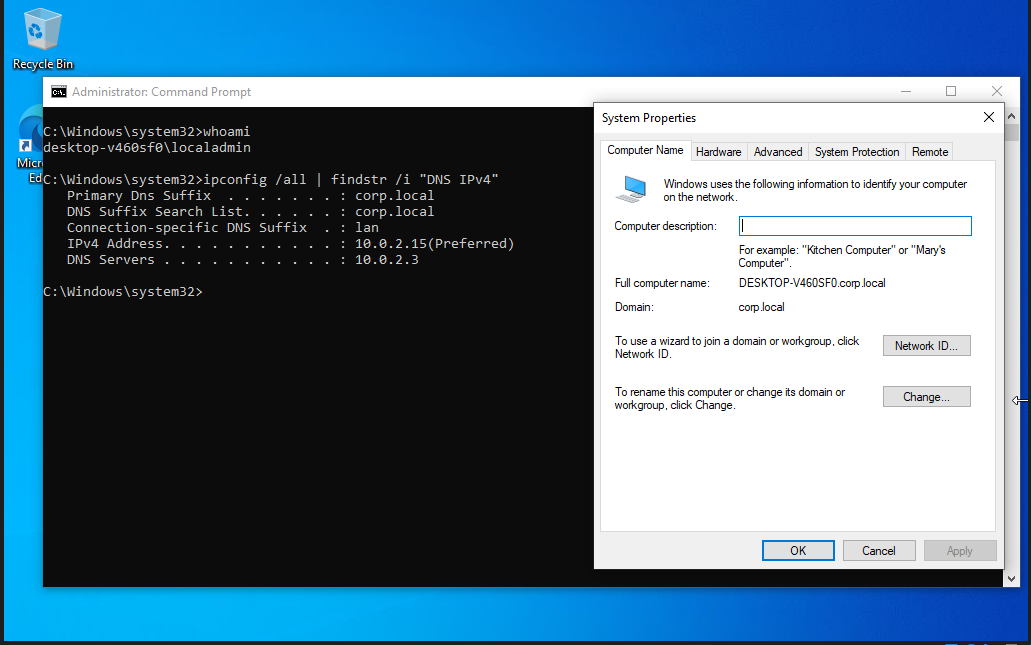 Recycle Bin
Administrator: Command Prompt
C:\Windows\system32>whoami
desktop-v460sf0\localadmin
C:\Windows\system32>ipconfig /all | findstr /i "DNS IPv4"
Primary Dns Suffix . . . . . . . : corp.local
DNS Suffix Search List. . . . . . : corp.local
Connection-specific DNS Suffix . : lan
IPv4 Address. . . . . . . . . . . : 10.0.2.15(Preferred)
DNS Servers . . . . . . . . . . . : 10.0.2.3
C:\Windows\system32>
Micr
Ed
System Properties
Computer Name
Hardware
Advanced
System Protection
Remote
Windows uses the following information to identify your computer
on the network.
Computer description:
For example: "Kitchen Computer" or "Mary's
Computer".
Full computer name:
DESKTOP-V460SF0.corp.local
Domain:
corp.local
To use a wizard to join a domain or workgroup, click
Network ID.
Network ID...
To rename this computer or change its domain or
workgroup, click Change.
Change...
OK
Cancel
Apply